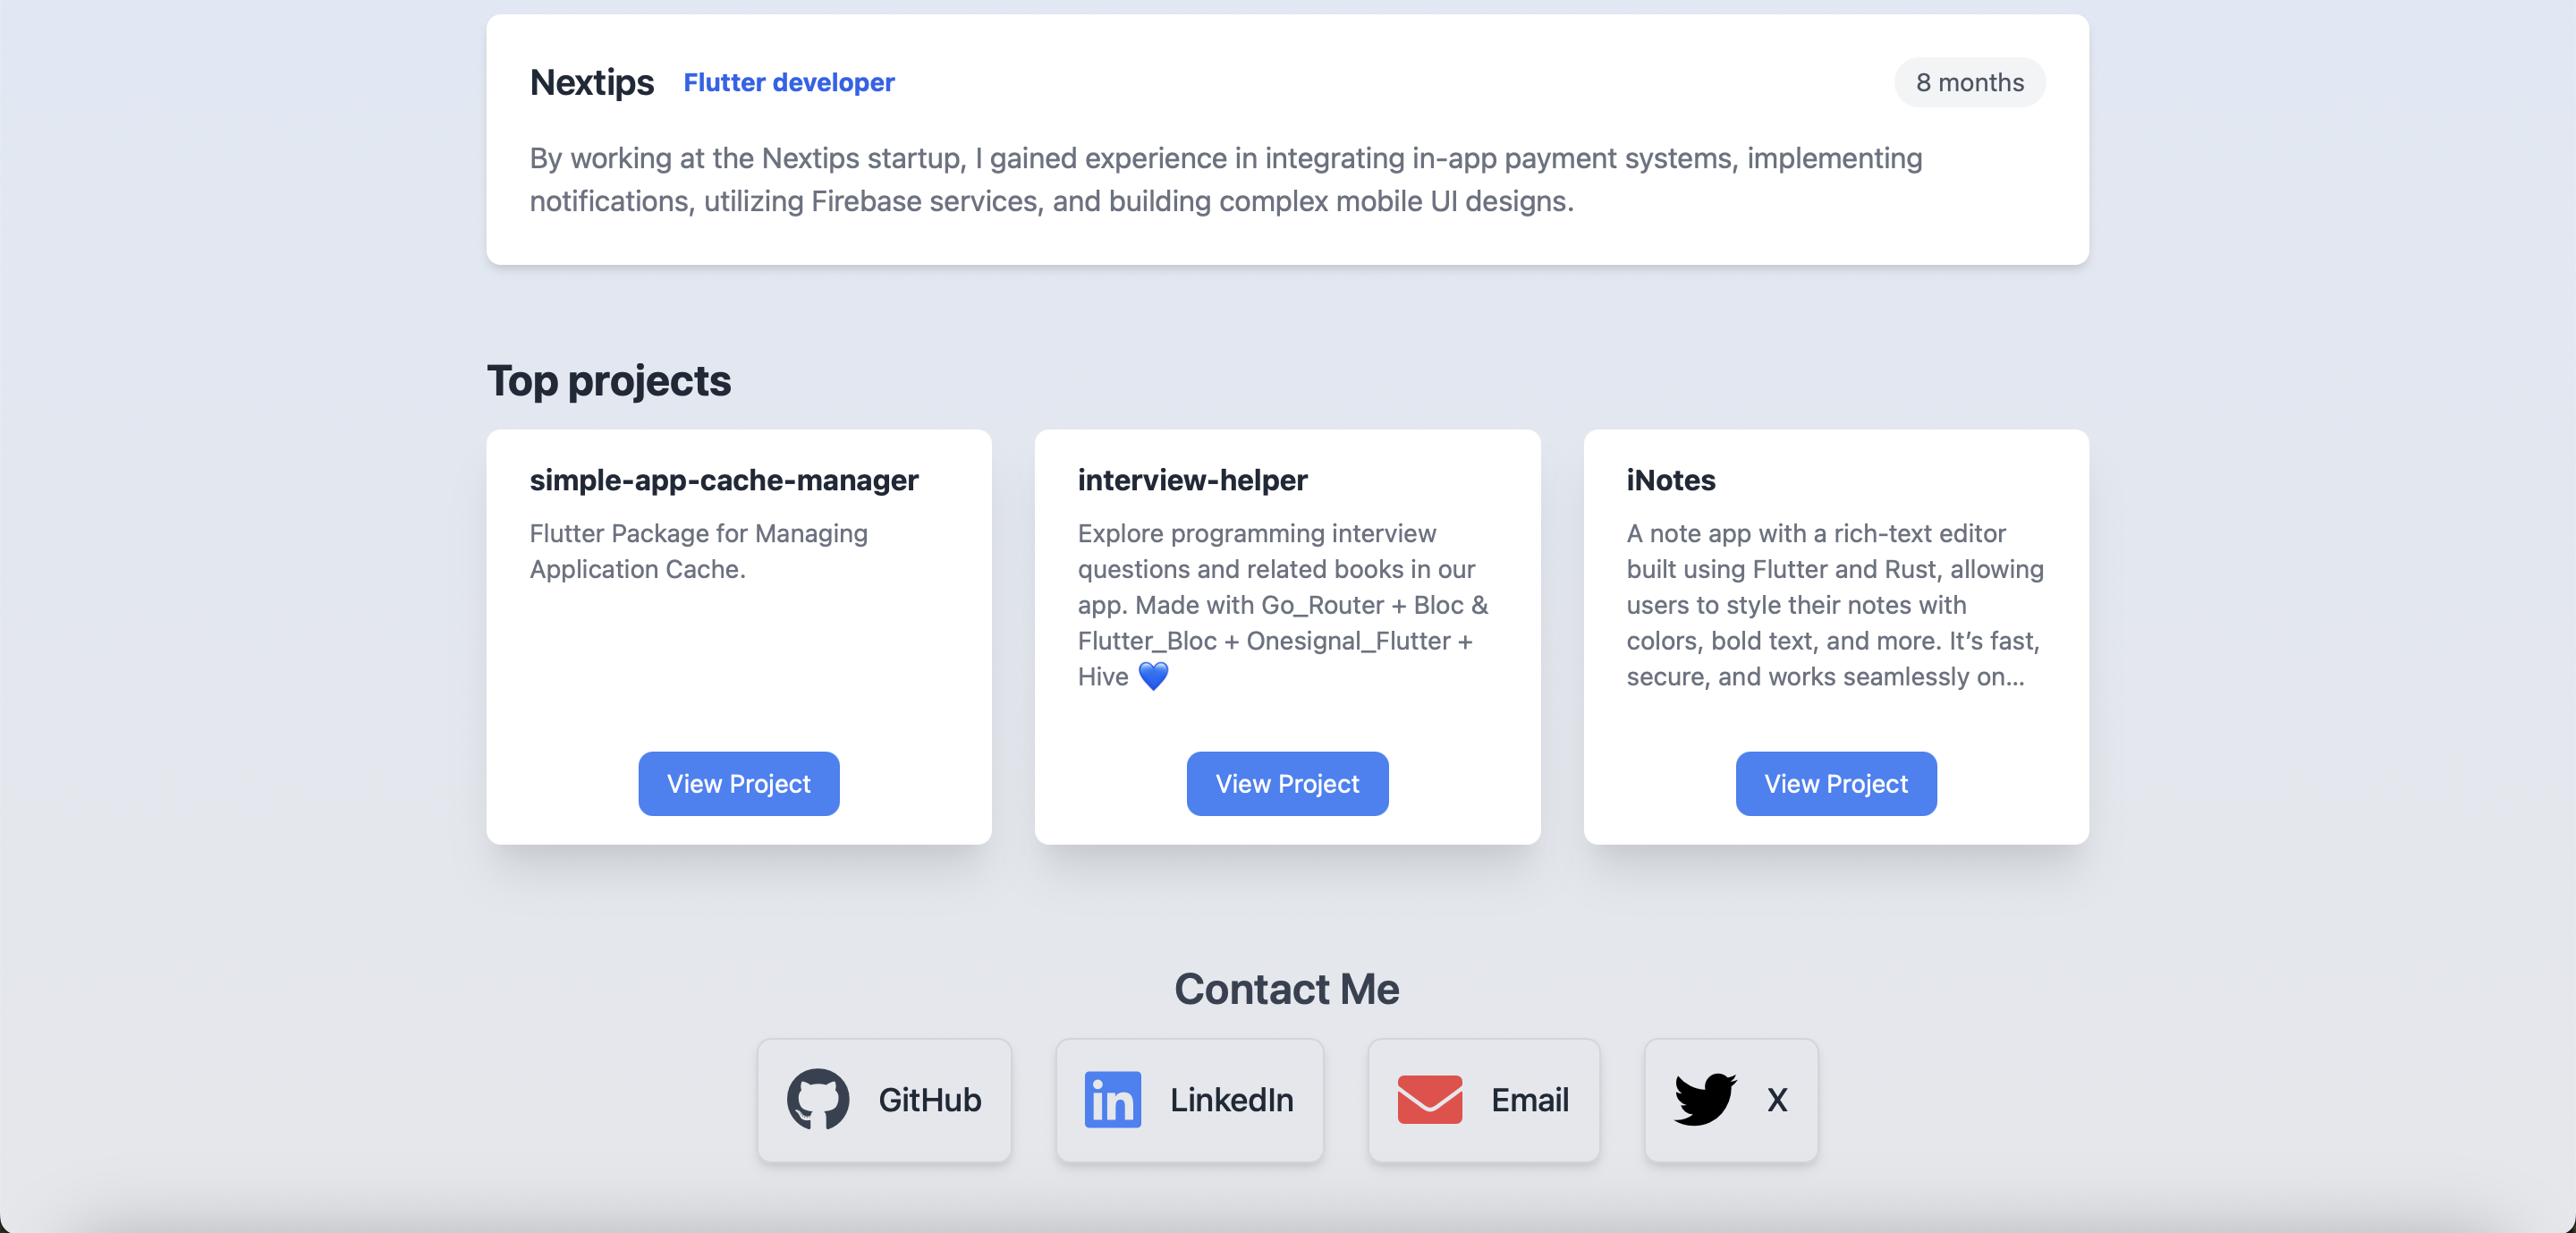 Nextips Flutter developer 8 months
By working at the Nextips startup, I gained experience in integrating in-app payment systems, implementing
notifications, utilizing Firebase services, and building complex mobile UI designs.
Top projects
simple-app-cache-manager
Flutter Package for Managing
Application Cache.
View Project
interview-helper
Explore programming interview
questions and related books in our
app. Made with Go_Router + Bloc &
Flutter_Bloc + Onesignal_Flutter +
Hive 💙
View Project
iNotes
A note app with a rich-text editor
built using Flutter and Rust, allowing
users to style their notes with
colors, bold text, and more. It’s fast,
secure, and works seamlessly on...
View Project
Contact Me
GitHub LinkedIn Email X